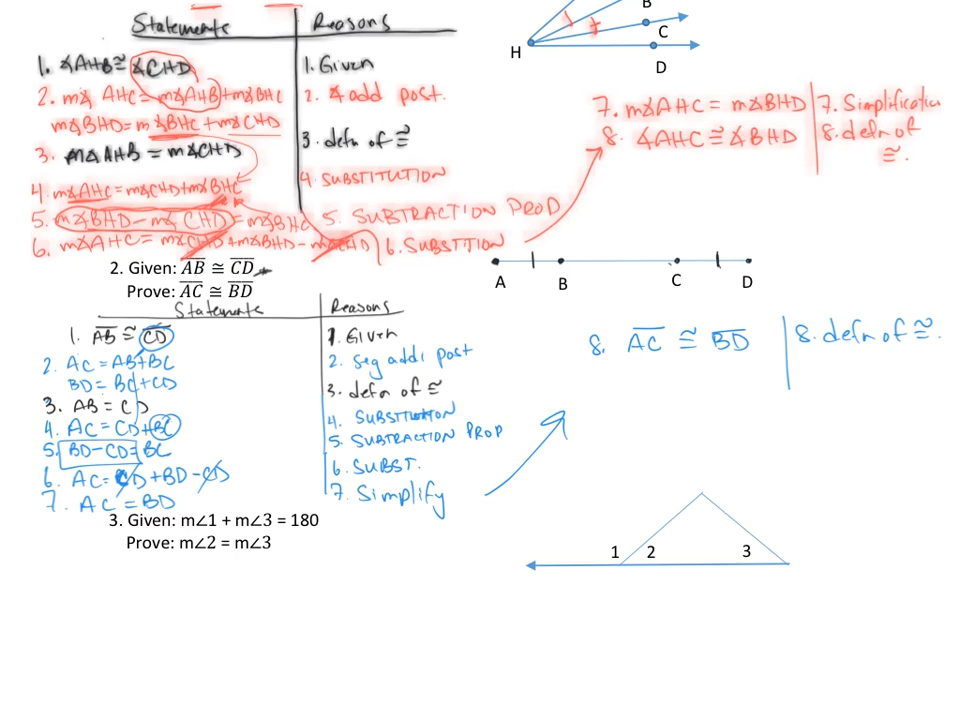 Statements Reasons
B
C
H
D
1. ∡AHB ≅ ∡CHD 1. Given
2. m∡ AHC = m∡AHB + m∡BHC 2. ∡ add post.
m∡BHD = m ∡BHC + m∡CHD
3. m∡AHB = m∡CHD 3. defn of ≅
4. m∡AHC = m∡CHD + m∡BHC 4. SUBSTITUTION
5. m∡BHD - m∡ CHD = m∡BHC 5. SUBTRACTION PROP
6. m∡AHC = m∡CHD + m∡BHD - m∡CHD 6. SUBSTTION
7. m∡AHC = m∡BHD 7. Simplification
8. ∡AHC ≅ ∡BHD 8. defn of
≅.
2. Given: AB ≅ CD
Prove: AC ≅ BD
A B C D
Statements Reasons
1. AB ≅ CD 1. Given
2. AC = AB + BC 2. Seg addi post
BD = BC + CD
3. AB = CD 3. defn of ≅
4. AC = CD + BC 4. SUBSTITUTION
5. BD - CD = BC 5. SUBTRACTION PROP
6. AC = CD + BD - CD 6. SUBST.
7. AC = BD 7. Simplify
8. AC ≅ BD 8. defn of ≅.
3. Given: m∠1 + m∠3 = 180
Prove: m∠2 = m∠3
1 2 3